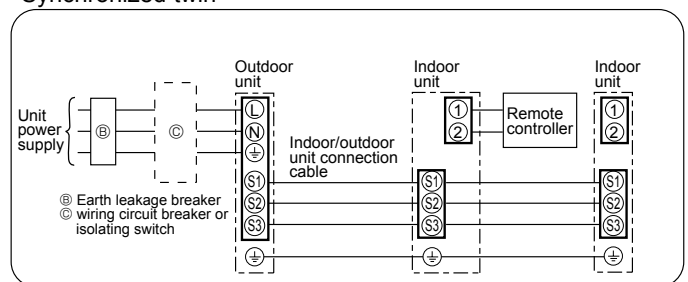 Synchronized twin
Outdoor
unit
Indoor
unit
Indoor
unit
Unit
power
supply
Ⓑ
Ⓒ
L
N
⏚
S1
S2
S3
⏚
Indoor/outdoor
unit connection
cable
1
2
Remote
controller
S1
S2
S3
⏚
1
2
S1
S2
S3
⏚
Ⓑ Earth leakage breaker
Ⓒ wiring circuit breaker or
isolating switch